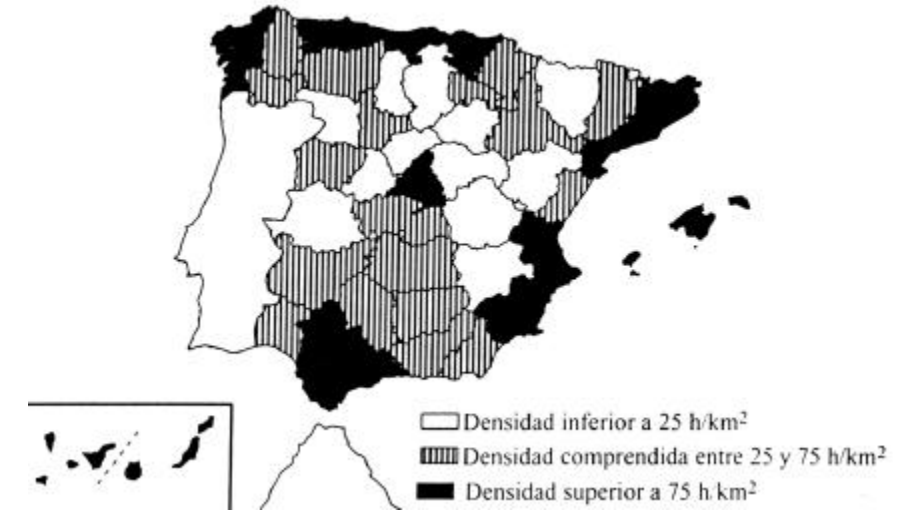 Densidad inferior a 25 h/km²
Densidad comprendida entre 25 y 75 h/km²
Densidad superior a 75 h.km²